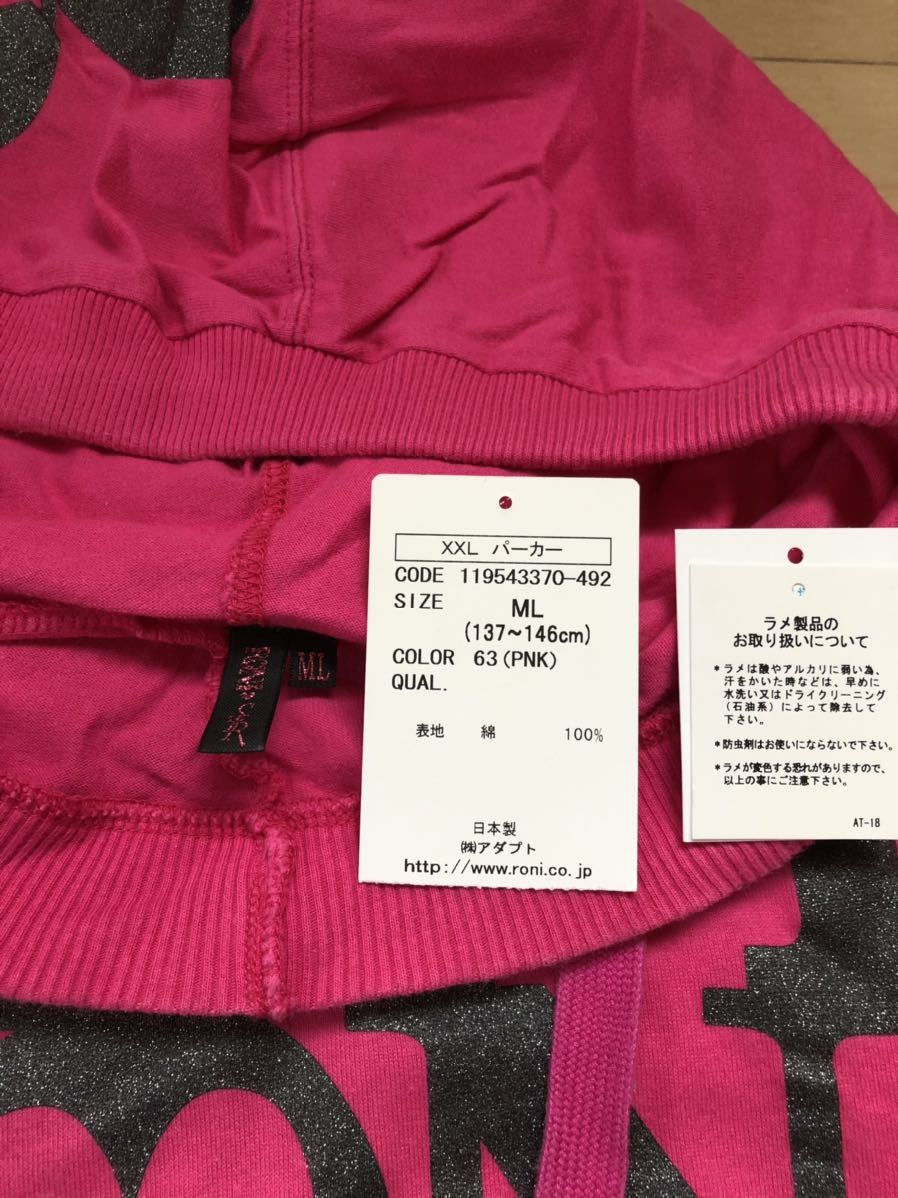 XXL パーカー
CODE 119543370-492
SIZE ML
(137~146cm)
COLOR 63(PNK)
QUAL.
表地 綿 100%
日本製
㈱アダプト
http://www.roni.co.jp
ML
ラメ製品の
お取り扱いについて
*ラメは酸やアルカリに弱い為、
汗をかいた時などは、早めに
水洗い又はドライクリーニング
(石油系)によって除去して
下さい。
*防虫剤はお使いにならないで下さい。
*ラメが変色する恐れがありますので、
以上の事にご注意下さい。
AT-18